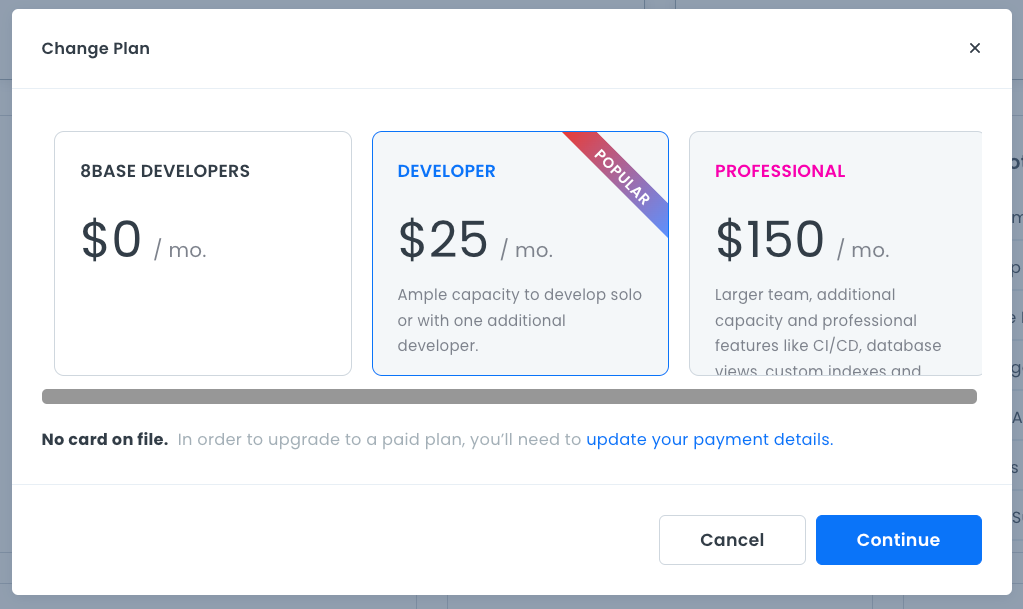 Change Plan
8BASE DEVELOPERS
$0 / mo.
DEVELOPER
POPULAR
$25 / mo.
Ample capacity to develop solo
or with one additional
developer.
PROFESSIONAL
$150 / mo.
Larger team, additional
capacity and professional
features like CI/CD, database
views, custom indexes and
No card on file. In order to upgrade to a paid plan, you’ll need to update your payment details.
Cancel
Continue